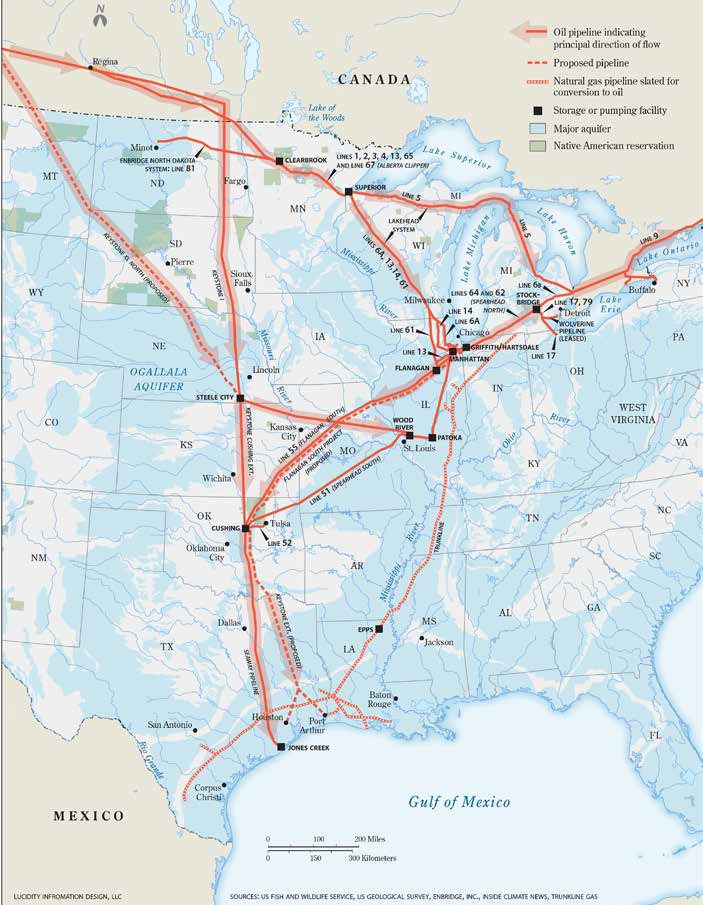 N
Oil pipeline indicating
principal direction of flow
Proposed pipeline
Natural gas pipeline slated for
conversion to oil
Storage or pumping facility
Major aquifer
Native American reservation
Regina
CANADA
Lake of
the Woods
Minot
ENBRIDGE NORTH DAKOTA
SYSTEM: LINE 81
CLEARBROOK
LINES 1, 2, 3, 4, 13, 65
AND LINE 67 (ALBERTA CLIPPER)
Lake Superior
MT
ND
Fargo
MN
SUPERIOR
LINE 5
MI
LAKEHEAD
SYSTEM
WI
LINES 6A, 13, 14, 61
Lake Michigan
Lake Huron
LINE 5
LINE 9
Lake Ontario
SD
Pierre
KEYSTONE XL NORTH (PROPOSED)
KEYSTONE
Sioux
Falls
Mississippi
River
MI
LINE 6B
STOCK-
BRIDGE
LINE 17, 79
Detroit
Lake
Erie
Buffalo
NY
WY
Milwaukee
LINES 64 AND 62
(SPEARHEAD
NORTH)
LINE 14
LINE 6A
Chicago
WOLVERINE
PIPELINE
(LEASED)
LINE 17
PA
NE
IA
LINE 61
LINE 13
GRIFFITH/HARTSDALE
MANHATTAN
FLANAGAN
OH
OGALLALA
AQUIFER
Missouri
River
Lincoln
STEELE CITY
IL
IN
WEST
VIRGINIA
CO
KS
KEYSTONE CUSHING EXT.
Kansas
City
LINE 55 (FLANAGAN SOUTH)
FLANAGAN SOUTH PROJECT
(PROPOSED)
MO
WOOD
RIVER
PATOKA
St. Louis
Ohio
River
VA
KY
Wichita
LINE 51 (SPEARHEAD SOUTH)
OK
CUSHING
Tulsa
LINE 52
Oklahoma
City
TRUNKLINE
TN
NC
NM
AR
Mississippi
River
SC
KEYSTONE EXT. (PROPOSED)
Dallas
EPPS
MS
Jackson
AL
GA
TX
SEAWAY PIPELINE
LA
Baton
Rouge
San Antonio
Houston
Port
Arthur
FL
JONES CREEK
Rio Grande
Corpus
Christi
MEXICO
Gulf of Mexico
0 100 200 Miles
0 150 300 Kilometers
LUCIDITY INFROMATION DESIGN, LLC
SOURCES: US FISH AND WILDLIFE SERVICE, US GEOLOGICAL SURVEY, ENBRIDGE, INC., INSIDE CLIMATE NEWS, TRUNKLINE GAS